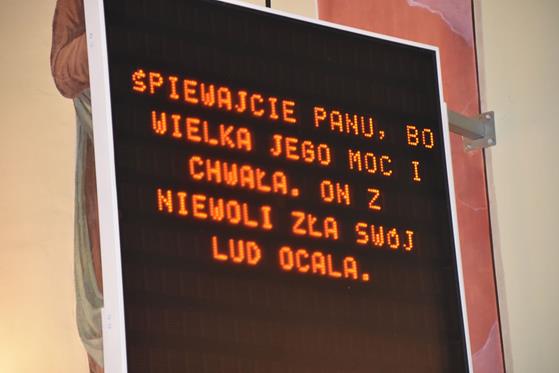 ŚPIEWAJCIE PANU, BO
WIELKA JEGO MOC I
CHWAŁA. ON Z
NIEWOLI ZŁA SWÓJ
LUD OCALA.